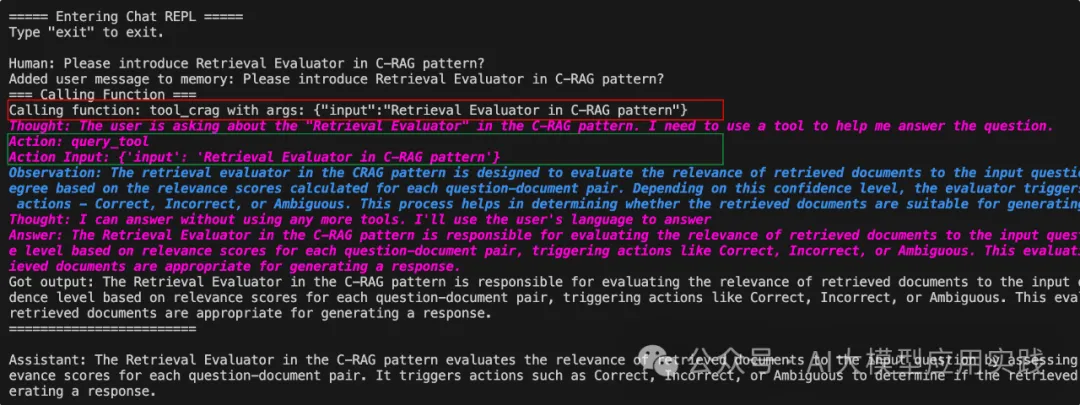 ===== Entering Chat REPL =====
Type "exit" to exit.
Human: Please introduce Retrieval Evaluator in C-RAG pattern?
Added user message to memory: Please introduce Retrieval Evaluator in C-RAG pattern?
=== Calling Function ===
Calling function: tool_crag with args: {"input":"Retrieval Evaluator in C-RAG pattern"}
Thought: The user is asking about the "Retrieval Evaluator" in the C-RAG pattern. I need to use a tool to help me answer the question.
Action: query_tool
Action Input: {'input': 'Retrieval Evaluator in C-RAG pattern'}
Observation: The retrieval evaluator in the CRAG pattern is designed to evaluate the relevance of retrieved documents to the input questi
egree based on the relevance scores calculated for each question-document pair. Depending on this confidence level, the evaluator triggers
actions - Correct, Incorrect, or Ambiguous. This process helps in determining whether the retrieved documents are suitable for generating
Thought: I can answer without using any more tools. I'll use the user's language to answer
Answer: The Retrieval Evaluator in the C-RAG pattern is responsible for evaluating the relevance of retrieved documents to the input quest
e level based on relevance scores for each question-document pair, triggering actions like Correct, Incorrect, or Ambiguous. This evaluati
ieved documents are appropriate for generating a response.
Got output: The Retrieval Evaluator in the C-RAG pattern is responsible for evaluating the relevance of retrieved documents to the input
dence level based on relevance scores for each question-document pair, triggering actions like Correct, Incorrect, or Ambiguous. This eva
retrieved documents are appropriate for generating a response.
========================
Assistant: The Retrieval Evaluator in the C-RAG pattern evaluates the relevance of retrieved documents to the input question by assessing
evance scores for each question-document pair. It triggers actions such as Correct, Incorrect, or Ambiguous to determine if the retrieved
erating a response.
公众号 · AI大模型应用实践